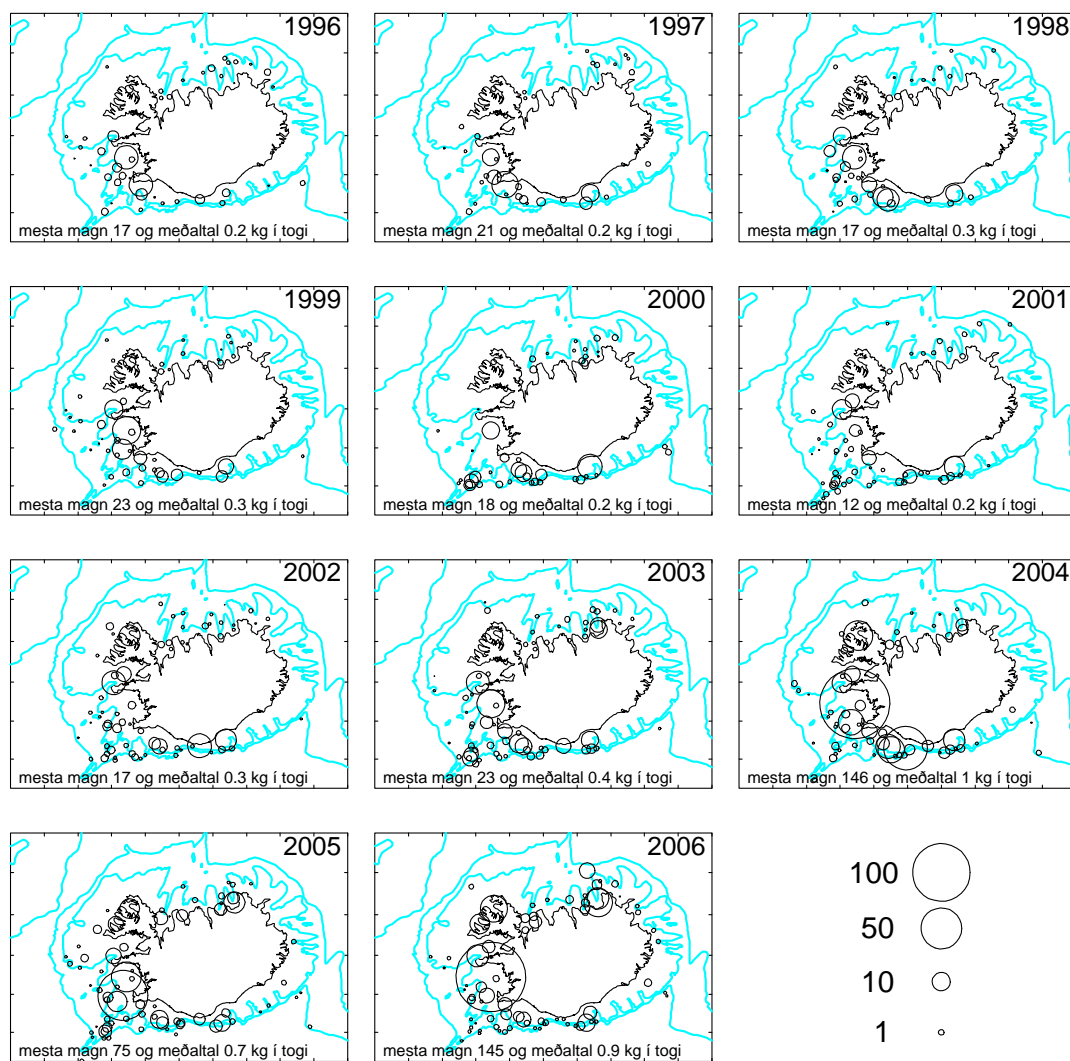 1996
mesta magn 17 og meðaltal 0.2 kg í togi
1997
mesta magn 21 og meðaltal 0.2 kg í togi
1998
mesta magn 17 og meðaltal 0.3 kg í togi
1999
mesta magn 23 og meðaltal 0.3 kg í togi
2000
mesta magn 18 og meðaltal 0.2 kg í togi
2001
mesta magn 12 og meðaltal 0.2 kg í togi
2002
mesta magn 17 og meðaltal 0.3 kg í togi
2003
mesta magn 23 og meðaltal 0.4 kg í togi
2004
mesta magn 146 og meðaltal 1 kg í togi
2005
mesta magn 75 og meðaltal 0.7 kg í togi
2006
mesta magn 145 og meðaltal 0.9 kg í togi
100
50
10
1